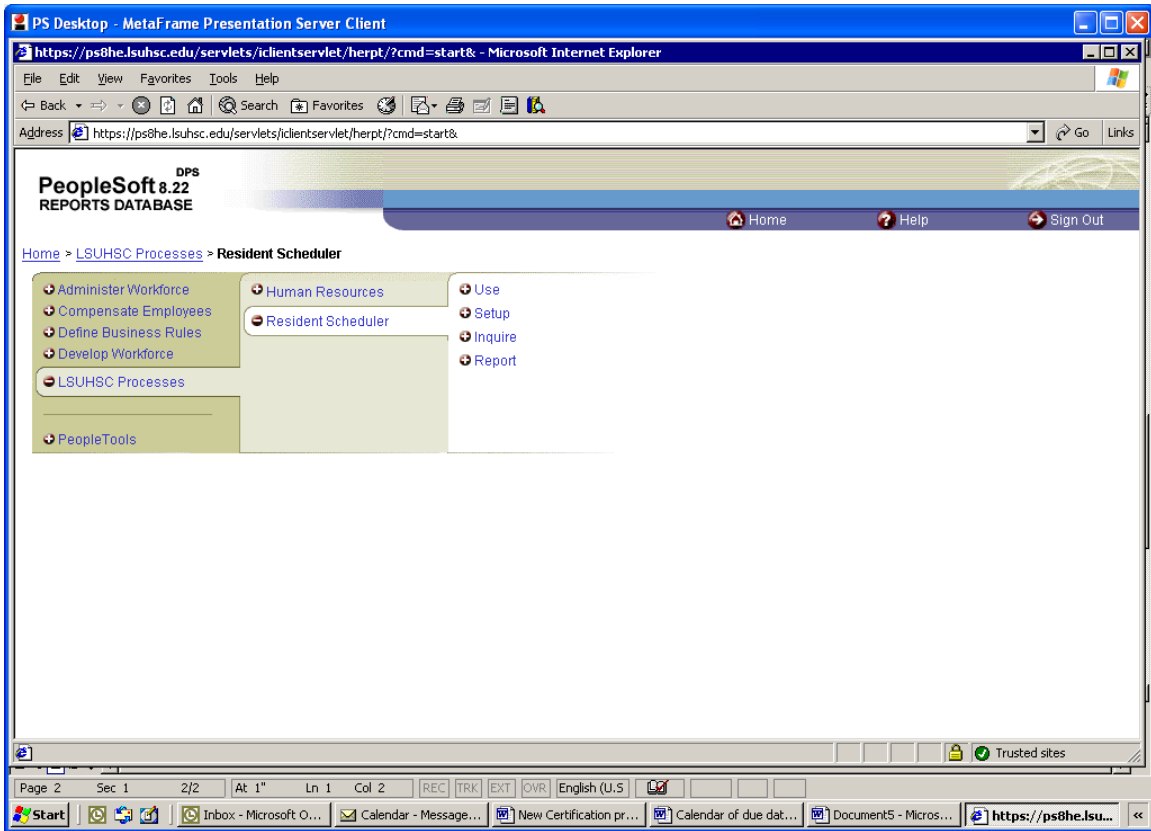 PS Desktop - MetaFrame Presentation Server Client
https://ps8he.lsuhsc.edu/servlets/iclientservlet/herpt/?cmd=start& - Microsoft Internet Explorer
File Edit View Favorites Tools Help
Back Search Favorites
Address https://ps8he.lsuhsc.edu/servlets/iclientservlet/herpt/?cmd=start& Go Links
DPS
PeopleSoft 8.22
REPORTS DATABASE
Home Help Sign Out
Home > LSUHSC Processes > Resident Scheduler
Administer Workforce
Compensate Employees
Define Business Rules
Develop Workforce
LSUHSC Processes
PeopleTools
Human Resources
Resident Scheduler
Use
Setup
Inquire
Report
Trusted sites
Page 2 Sec 1 2/2 At 1" Ln 1 Col 2 REC TRK EXT OVR English (U.S
Start Inbox - Microsoft O... Calendar - Message... New Certification pr... Calendar of due dat... Document5 - Micros... https://ps8he.lsu... «